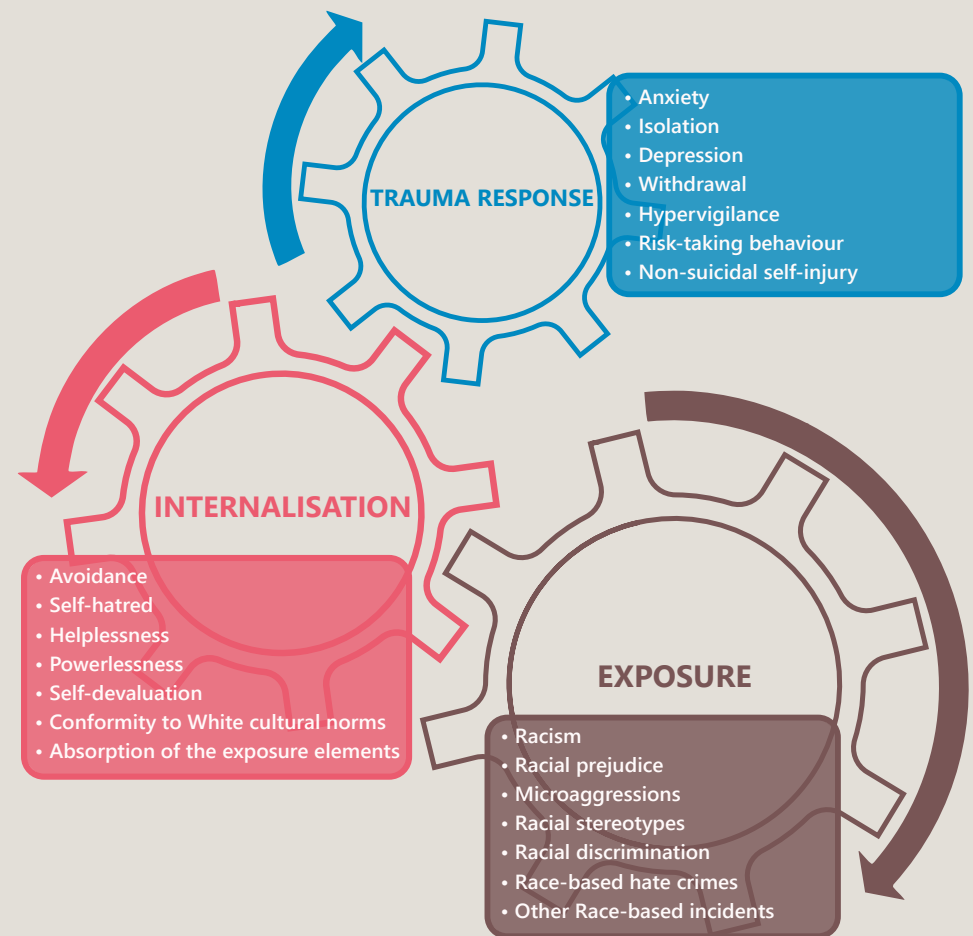 TRAUMA RESPONSE
• Anxiety
• Isolation
• Depression
• Withdrawal
• Hypervigilance
• Risk-taking behaviour
• Non-suicidal self-injury
INTERNALISATION
• Avoidance
• Self-hatred
• Helplessness
• Powerlessness
• Self-devaluation
• Conformity to White cultural norms
• Absorption of the exposure elements
EXPOSURE
• Racism
• Racial prejudice
• Microaggressions
• Racial stereotypes
• Racial discrimination
• Race-based hate crimes
• Other Race-based incidents